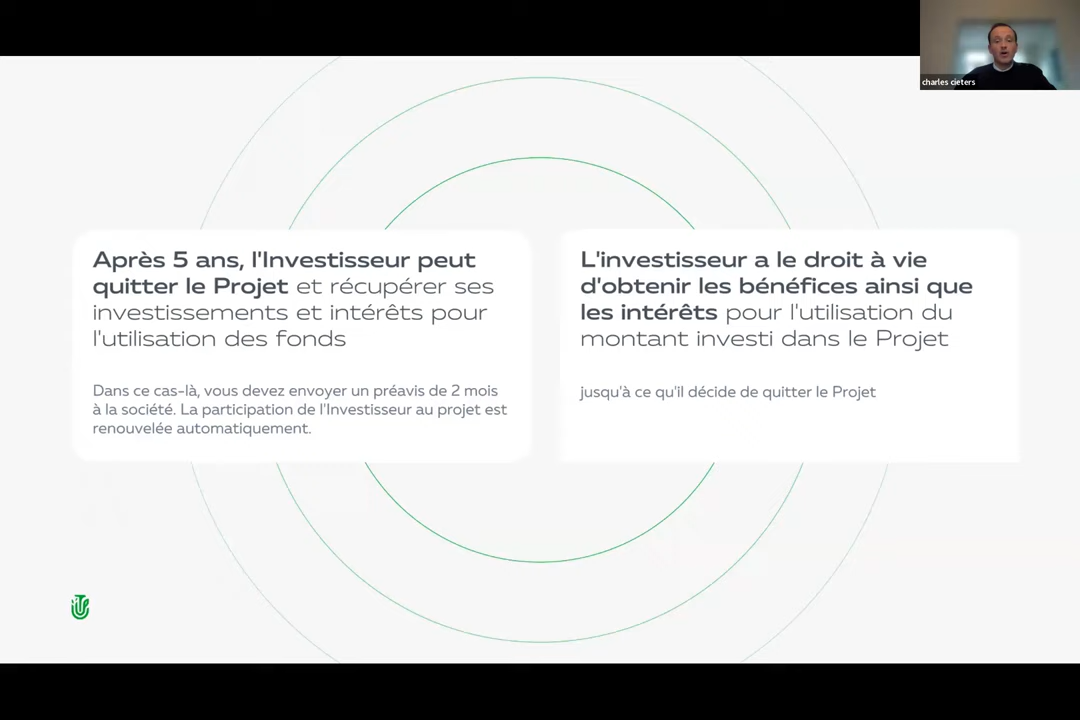 charles cieters
Après 5 ans, l'Investisseur peut
quitter le Projet et récupérer ses
investissements et intérêts pour
l'utilisation des fonds
Dans ce cas-là, vous devez envoyer un préavis de 2 mois
à la société. La participation de l'Investisseur au projet est
renouvelée automatiquement.
L'investisseur a le droit à vie
d'obtenir les bénéfices ainsi que
les intérêts pour l'utilisation du
montant investi dans le Projet
jusqu'à ce qu'il décide de quitter le Projet